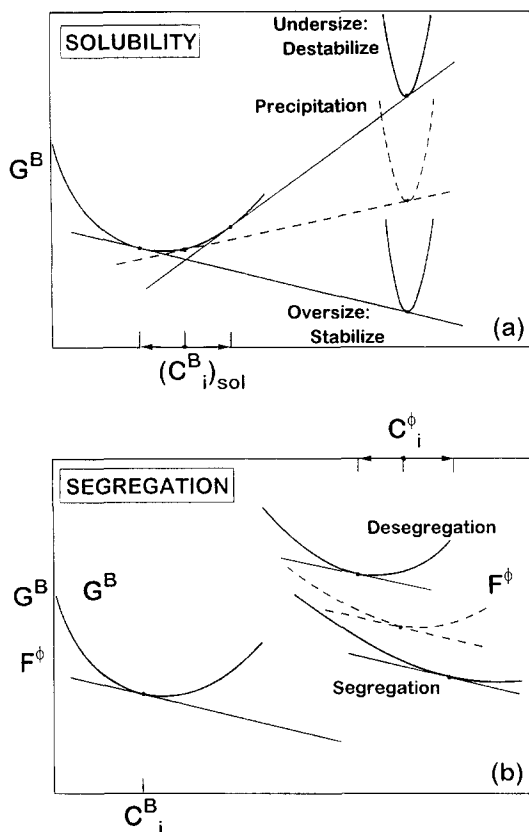 SOLUBILITY
Undersize:
Destabilize
Precipitation
G^B
Oversize:
Stabilize
(a)
(C^B_i)_sol
C^ϕ_i
SEGREGATION
Desegregation
G^B G^B
F^ϕ
F^ϕ
Segregation
(b)
C^B_i